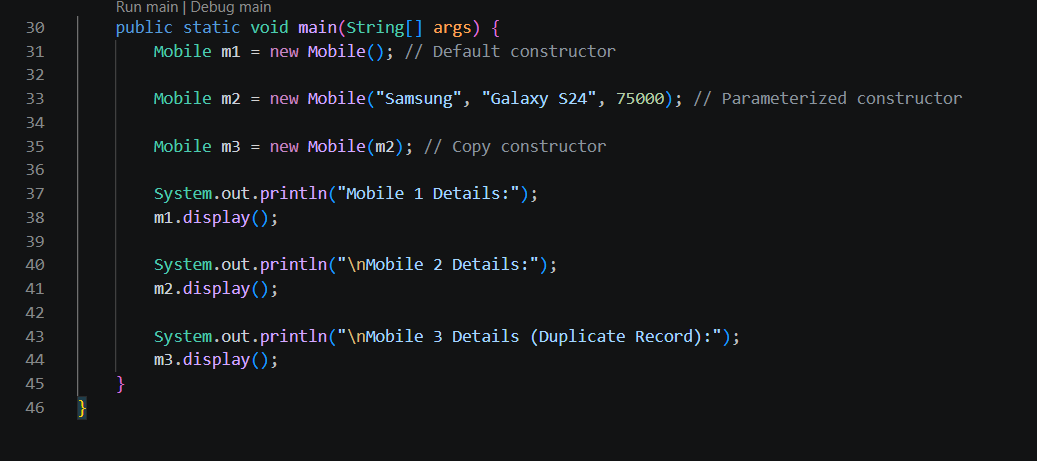 Run main | Debug main
30 public static void main(String[] args) {
31 Mobile m1 = new Mobile(); // Default constructor
32
33 Mobile m2 = new Mobile("Samsung", "Galaxy S24", 75000); // Parameterized constructor
34
35 Mobile m3 = new Mobile(m2); // Copy constructor
36
37 System.out.println("Mobile 1 Details:");
38 m1.display();
39
40 System.out.println("\nMobile 2 Details:");
41 m2.display();
42
43 System.out.println("\nMobile 3 Details (Duplicate Record):");
44 m3.display();
45 }
46 }